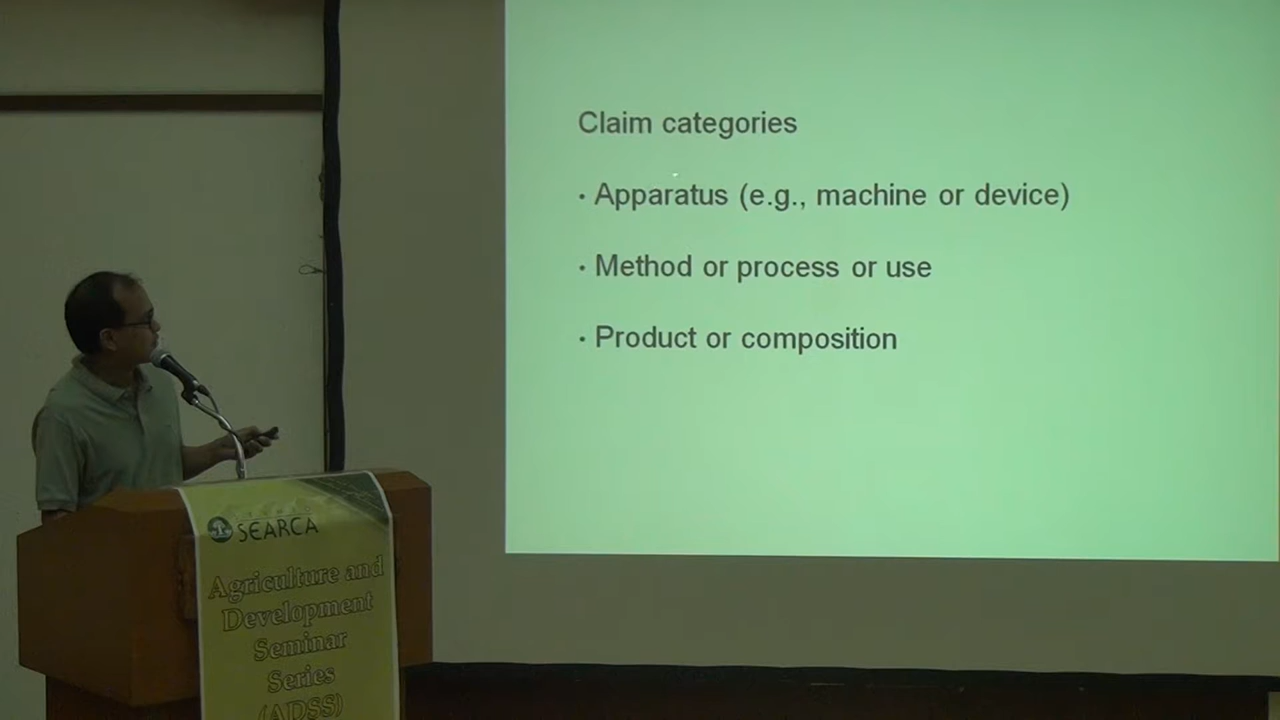 Claim categories
• Apparatus (e.g., machine or device)
• Method or process or use
• Product or composition
SEARCA
Agriculture and
Development
Seminar
Series
(ADSS)